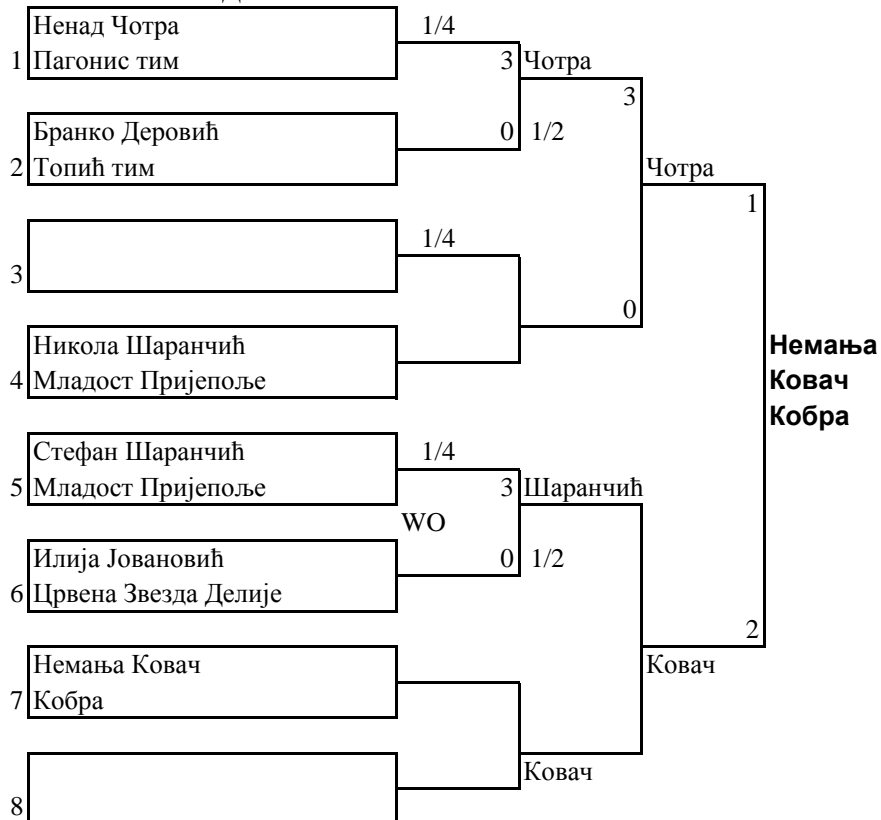 Ненад Чотра 1/4
1 Пагонис тим 3 Чотра
3
Бранко Деровић 0 1/2
2 Топић тим Чотра
1
1/4
3
0
Никола Шаранчић Немања
4 Младост Пријепоље Ковач
Кобра
Стефан Шаранчић 1/4
5 Младост Пријепоље 3 Шаранчић
WO
Илија Јовановић 0 1/2
6 Црвена Звезда Делије
2
Немања Ковач Ковач
7 Кобра
Ковач
8